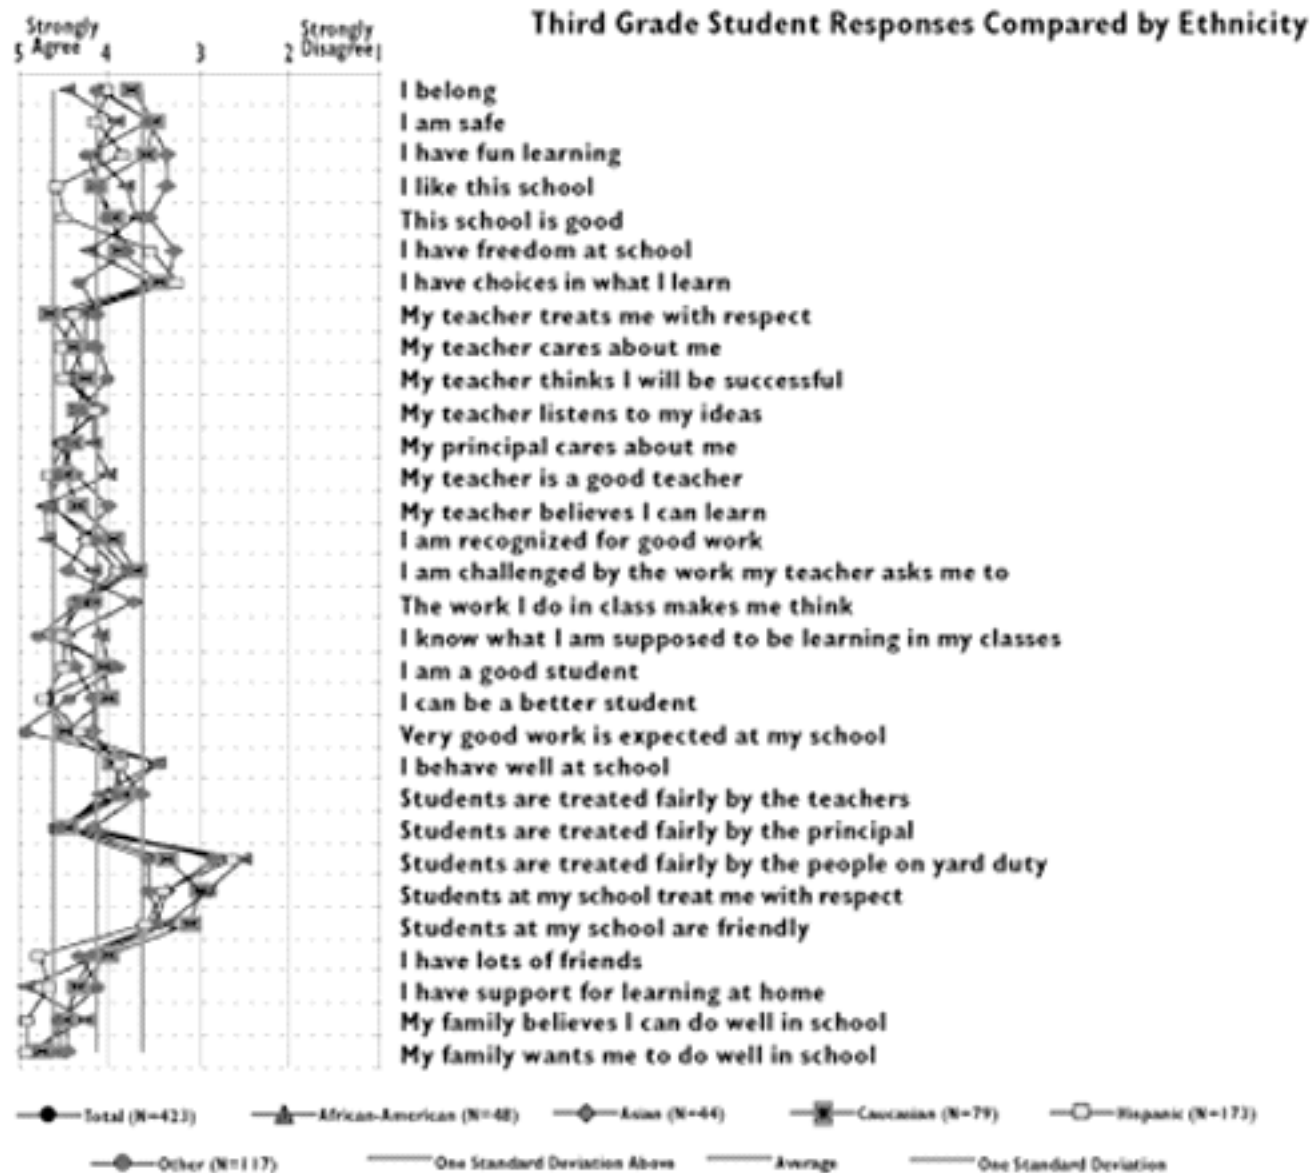 Third Grade Student Responses Compared by Ethnicity
Strongly Agree
Strongly Disagree
5 4 3 2 1
I belong
I am safe
I have fun learning
I like this school
This school is good
I have freedom at school
I have choices in what I learn
My teacher treats me with respect
My teacher cares about me
My teacher thinks I will be successful
My teacher listens to my ideas
My principal cares about me
My teacher is a good teacher
My teacher believes I can learn
I am recognized for good work
I am challenged by the work my teacher asks me to
The work I do in class makes me think
I know what I am supposed to be learning in my classes
I am a good student
I can be a better student
Very good work is expected at my school
I behave well at school
Students are treated fairly by the teachers
Students are treated fairly by the principal
Students are treated fairly by the people on yard duty
Students at my school treat me with respect
Students at my school are friendly
I have lots of friends
I have support for learning at home
My family believes I can do well in school
My family wants me to do well in school
Total (N=423) African-American (N=48) Asian (N=44) Caucasian (N=79) Hispanic (N=173)
Other (N=117) One Standard Deviation Above Average One Standard Deviation